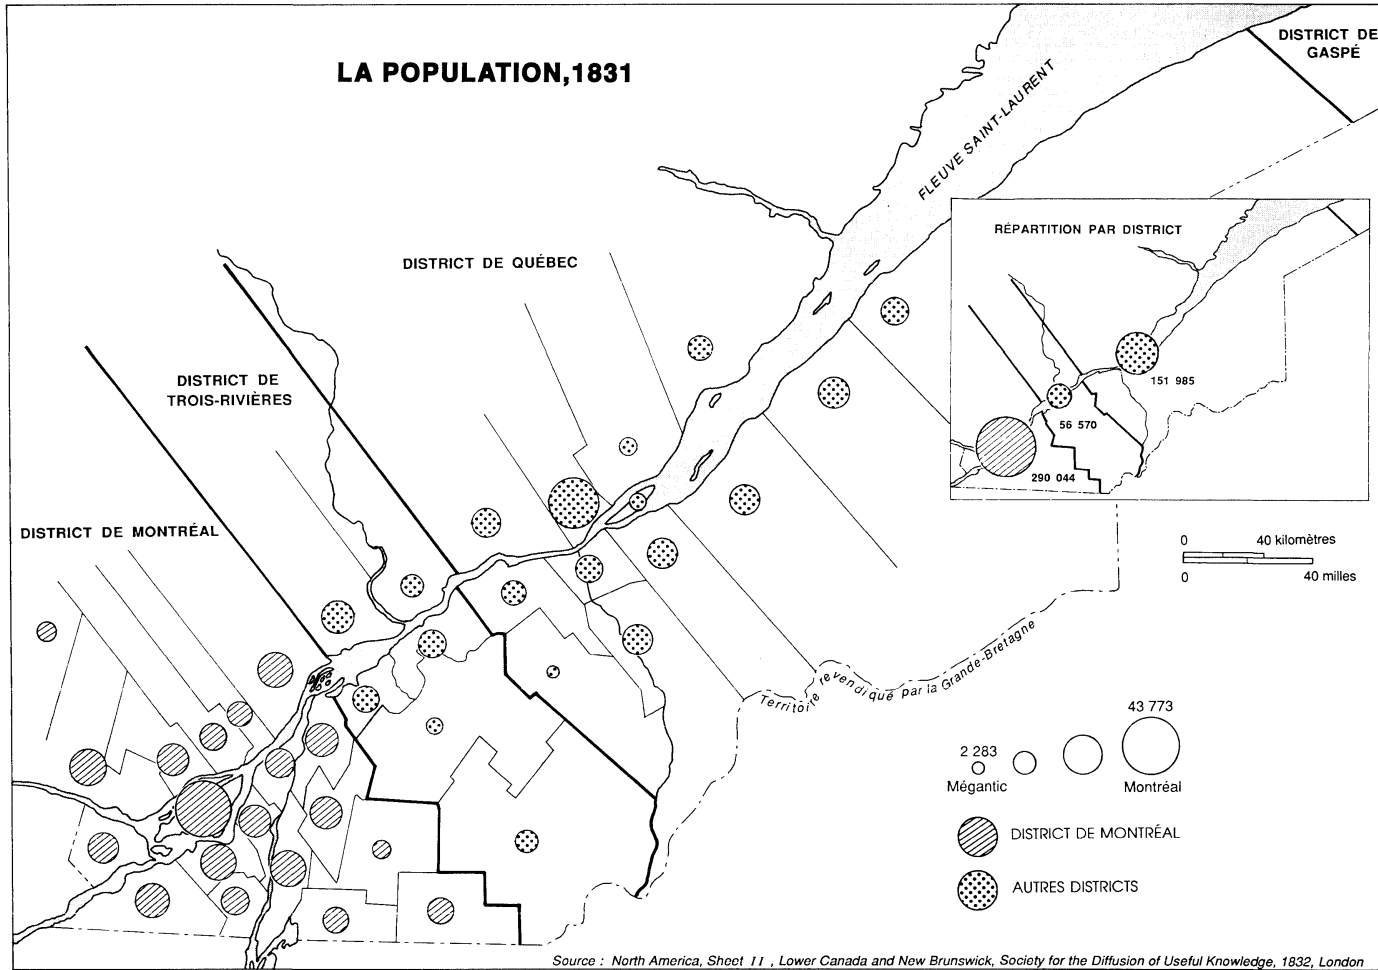 LA POPULATION,1831
DISTRICT DE
GASPÉ
FLEUVE SAINT-LAURENT
RÉPARTITION PAR DISTRICT
151 985
56 570
290 044
DISTRICT DE QUÉBEC
DISTRICT DE
TROIS-RIVIÈRES
DISTRICT DE MONTRÉAL
0 40 kilomètres
0 40 milles
Territoire revendiqué par la Grande-Bretagne
43 773
2 283
Mégantic Montréal
DISTRICT DE MONTRÉAL
AUTRES DISTRICTS
Source : North America, Sheet II , Lower Canada and New Brunswick, Society for the Diffusion of Useful Knowledge, 1832, London